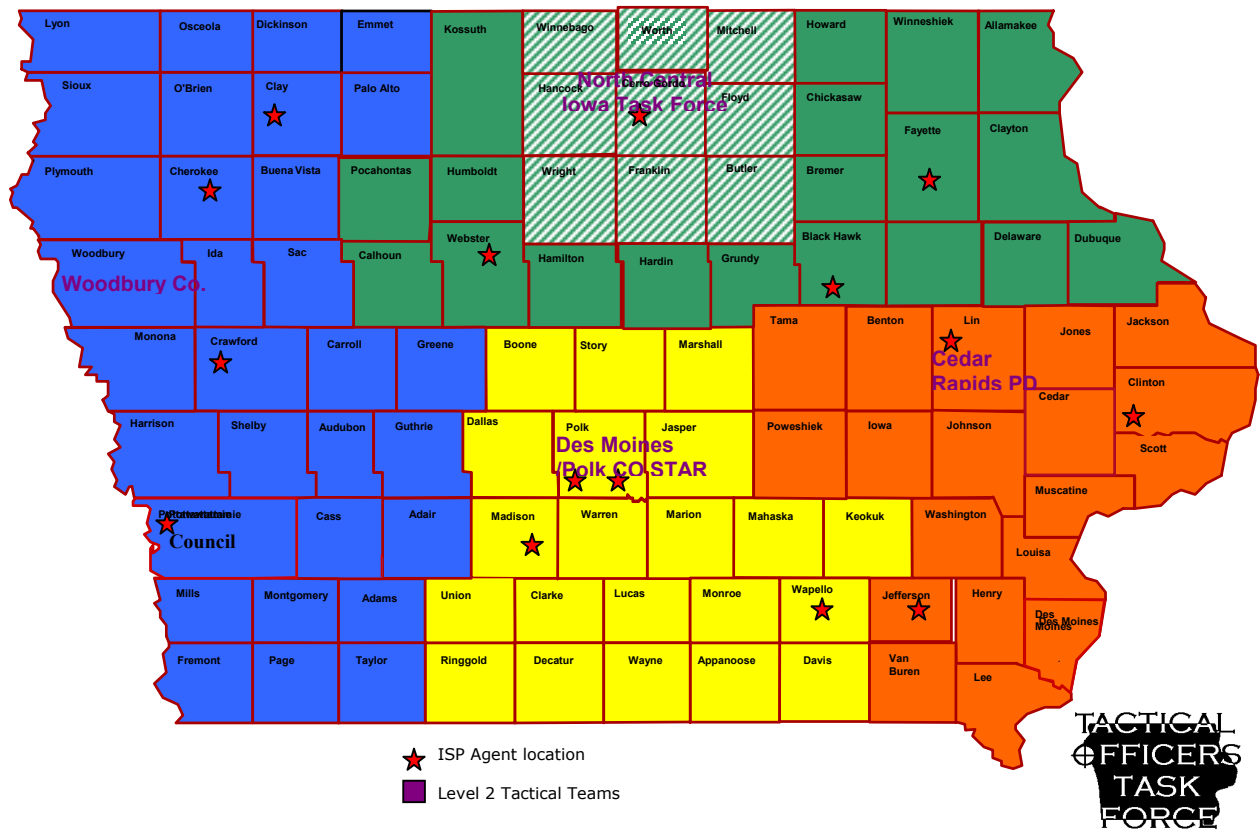 Lyon
Osceola
Dickinson
Emmet
Kossuth
Winnebago
Worth
Mitchell
Howard
Winneshiek
Allamakee
Sioux
O'Brien
Clay
Palo Alto
Hancock
Cerro Gordo
Floyd
Chickasaw
North Central
Iowa Task Force
Fayette
Clayton
Plymouth
Cherokee
Buena Vista
Pocahontas
Humboldt
Wright
Franklin
Butler
Bremer
Woodbury
Ida
Sac
Calhoun
Webster
Hamilton
Hardin
Grundy
Black Hawk
Delaware
Dubuque
Woodbury Co.
Monona
Crawford
Carroll
Greene
Boone
Story
Marshall
Tama
Benton
Lin
Jones
Jackson
Cedar
Rapids PD
Clinton
Cedar
Harrison
Shelby
Audubon
Guthrie
Dallas
Polk
Jasper
Poweshiek
Iowa
Johnson
Scott
Des Moines
/Polk CO STAR
Muscatine
Pottawattamie
Council
Cass
Adair
Madison
Warren
Marion
Mahaska
Keokuk
Washington
Louisa
Mills
Montgomery
Adams
Union
Clarke
Lucas
Monroe
Wapello
Jefferson
Henry
Des
Moines
Des Moines
Fremont
Page
Taylor
Ringgold
Decatur
Wayne
Appanoose
Davis
Van
Buren
Lee
ISP Agent location
Level 2 Tactical Teams
TACTICAL
OFFICERS
TASK
FORCE